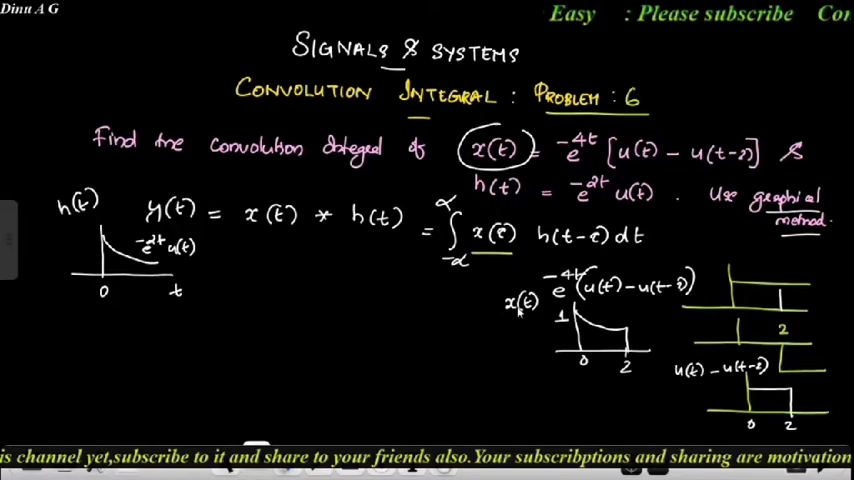 Dinu A G
Easy : Please subscribe Con
SIGNALS & SYSTEMS
CONVOLUTION INTEGRAL : PROBLEM : 6
Find the convolution Integral of x(t) = e^-4t [u(t) - u(t-2)] &
h(t) = e^-2t u(t). Use graphical method.
h(t)
y(t) = x(t) * h(t) = ∫_-α^α x(τ) h(t-τ) dt
e^-2t u(t)
0 t
x(t) e^-4t (u(t) - u(t-2))
1
0 2
2
u(t) - u(t-2)
0 2
is channel yet,subscribe to it and share to your friends also.Your subscribptions and sharing are motivation